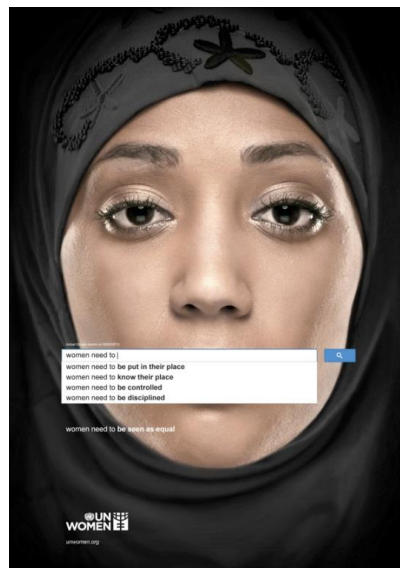 women need to
women need to be put in their place
women need to know their place
women need to be controlled
women need to be disciplined
women need to be seen as equal
UN
WOMEN
unwomen.org